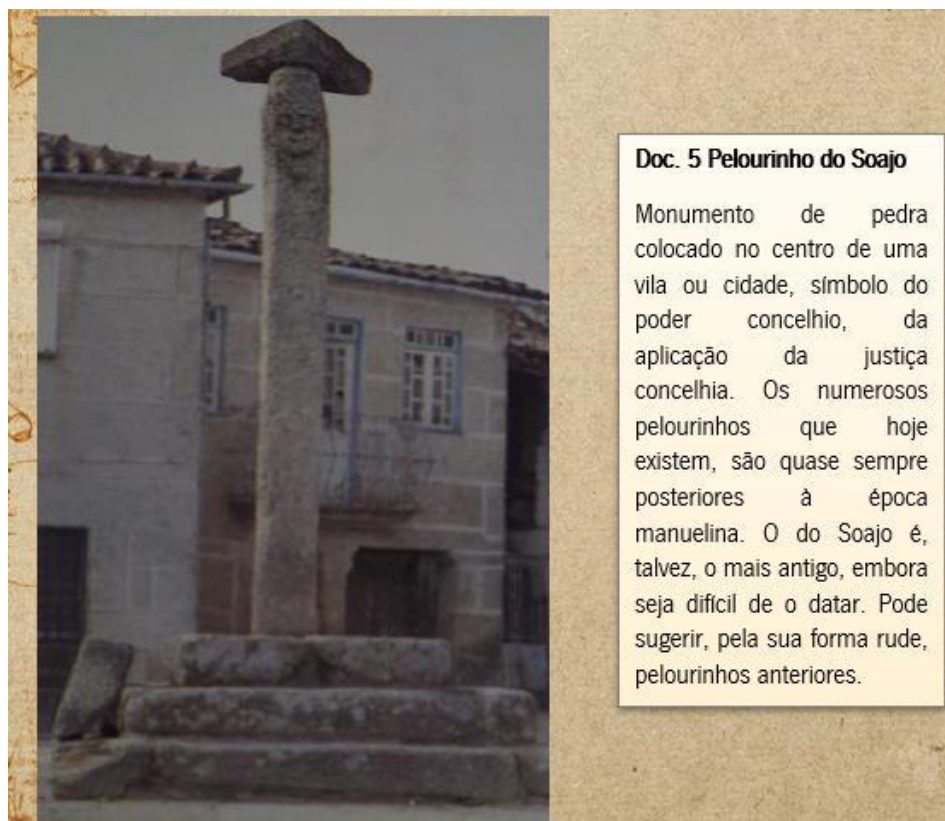 Doc. 5 Pelourinho do Soajo
Monumento de pedra
colocado no centro de uma
vila ou cidade, símbolo do
poder concelhio, da
aplicação da justiça
concelhia. Os numerosos
pelourinhos que hoje
existem, são quase sempre
posteriores à época
manuelina. O do Soajo é,
talvez, o mais antigo, embora
seja difícil de o datar. Pode
sugerir, pela sua forma rude,
pelourinhos anteriores.